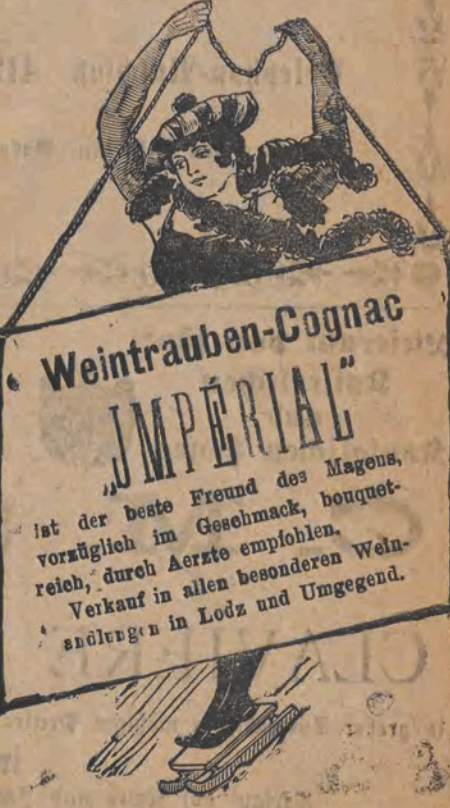 Weintrauben-Cognac
„JMPÉRIAL"
ist der beste Freund des Magens,
vorzüglich im Geschmack, bouquet-
reich, durch Aerzte empfohlen.
Verkauf in allen besonderen Wein-
andlungen in Lodz und Umgegend.